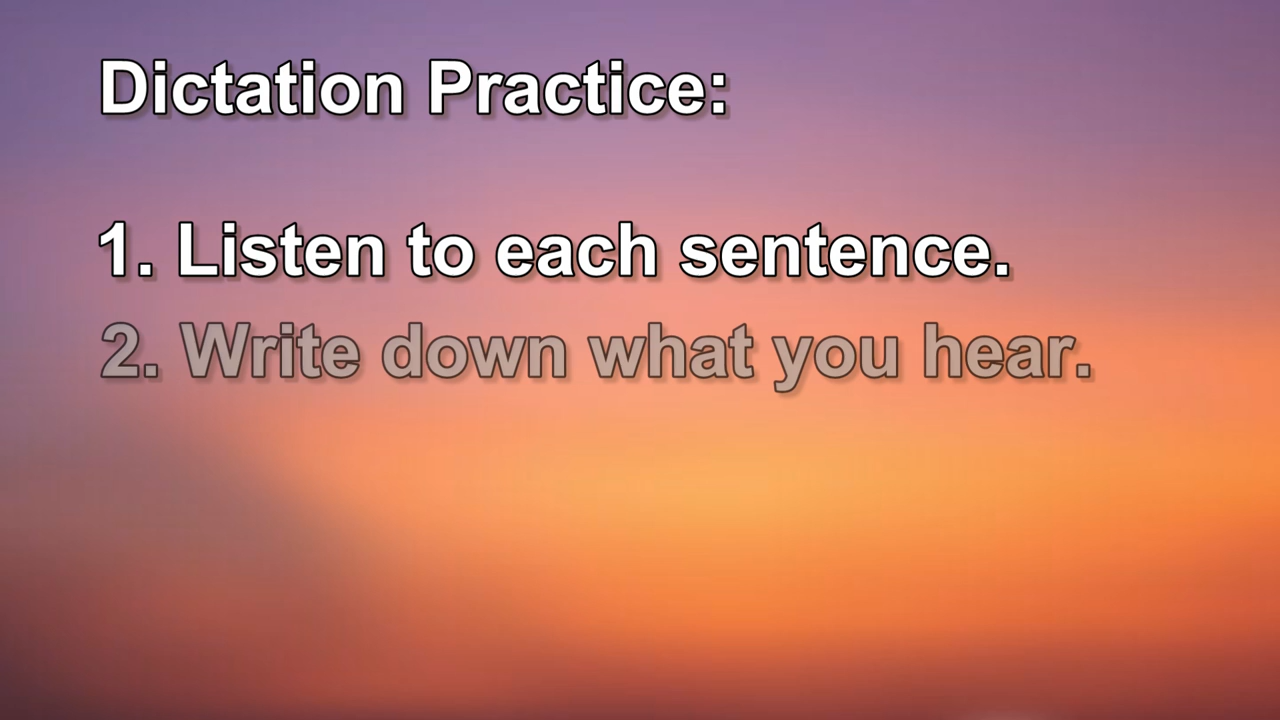 Dictation Practice:
1. Listen to each sentence.
2. Write down what you hear.